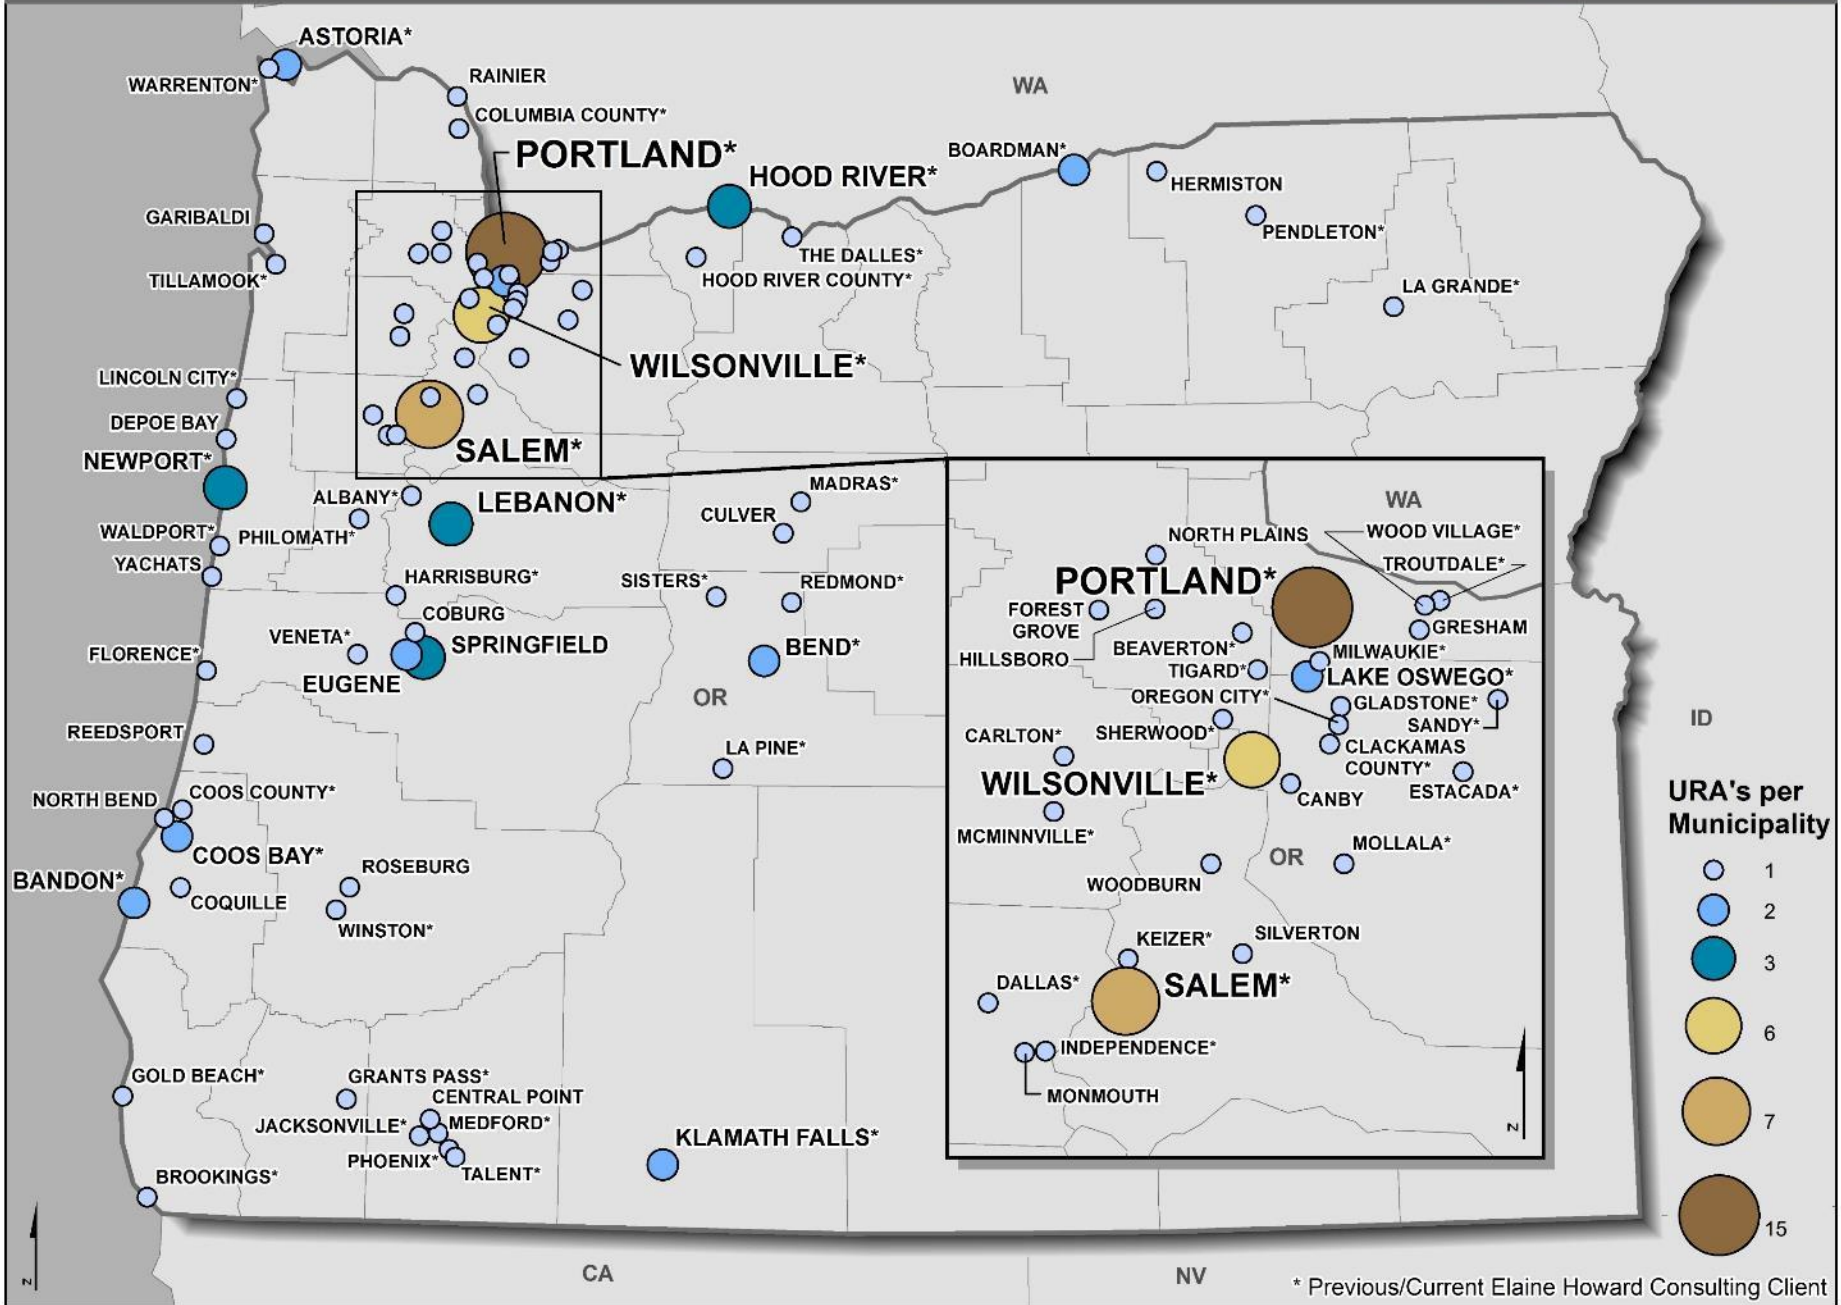 ASTORIA*
WARRENTON*
RAINIER
WA
COLUMBIA COUNTY*
PORTLAND*
BOARDMAN*
HOOD RIVER*
HERMISTON
GARIBALDI
PENDLETON*
THE DALLES*
TILLAMOOK*
HOOD RIVER COUNTY*
LA GRANDE*
WILSONVILLE*
LINCOLN CITY*
DEPOE BAY
SALEM*
NEWPORT*
MADRAS*
ALBANY*
LEBANON*
CULVER
WALDPORT*
PHILOMATH*
YACHATS
HARRISBURG*
SISTERS*
REDMOND*
COBURG
VENETA*
SPRINGFIELD
BEND*
FLORENCE*
EUGENE
OR
REEDSPORT
LA PINE*
COOS COUNTY*
NORTH BEND
COOS BAY*
ROSEBURG
BANDON*
COQUILLE
WINSTON*
GOLD BEACH*
GRANTS PASS*
CENTRAL POINT
JACKSONVILLE*
MEDFORD*
KLAMATH FALLS*
PHOENIX*
TALENT*
BROOKINGS*
N
CA
NV
WA
NORTH PLAINS
WOOD VILLAGE*
TROUTDALE*
PORTLAND*
FOREST
GROVE
GRESHAM
BEAVERTON*
MILWAUKIE*
HILLSBORO
TIGARD*
LAKE OSWEGO*
OREGON CITY*
GLADSTONE*
SANDY*
SHERWOOD*
CARLTON*
CLACKAMAS
COUNTY*
WILSONVILLE*
ESTACADA*
CANBY
MCMINNVILLE*
MOLLALA*
OR
WOODBURN
KEIZER*
SILVERTON
DALLAS*
SALEM*
INDEPENDENCE*
MONMOUTH
N
ID
URA's per
Municipality
1
2
3
6
7
15
* Previous/Current Elaine Howard Consulting Client